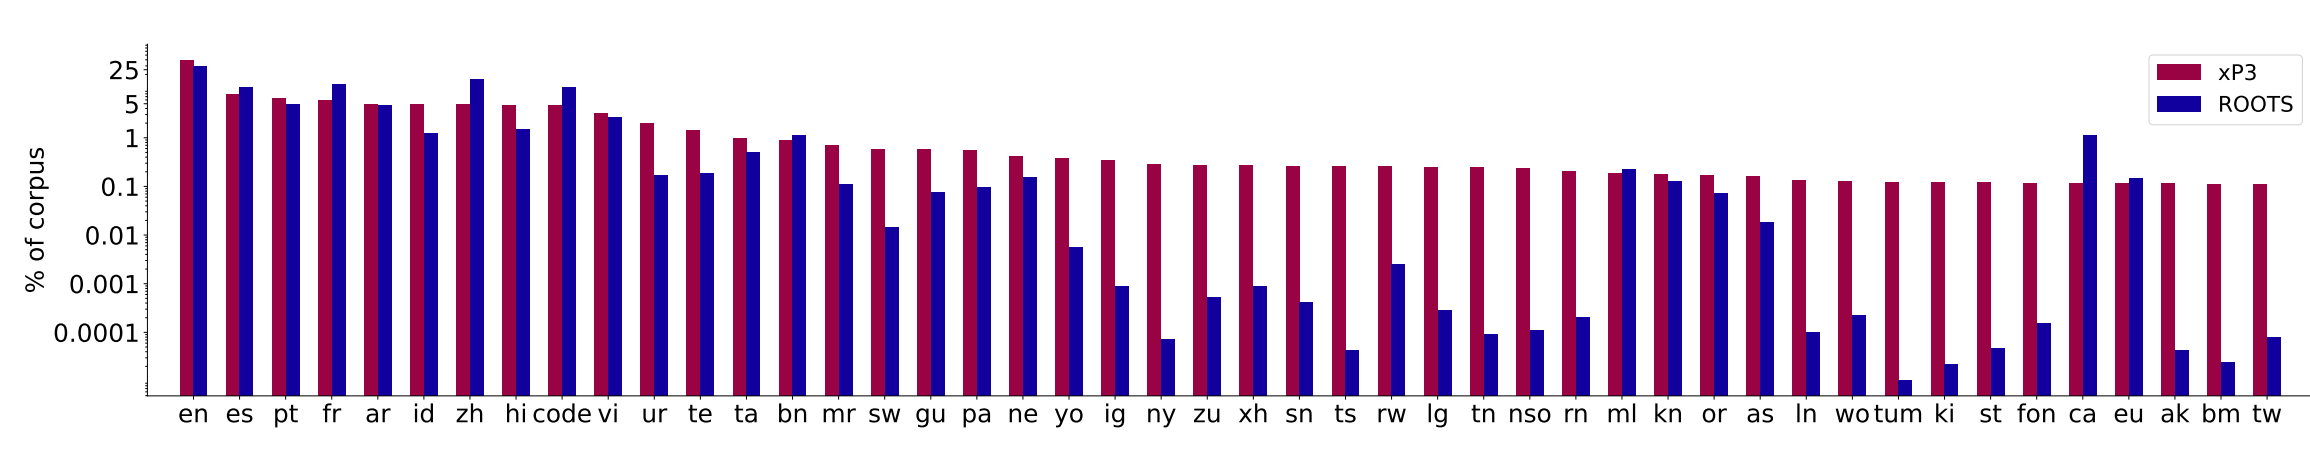 xP3
ROOTS
% of corpus
25
5
1
0.1
0.01
0.001
0.0001
en es pt fr ar id zh hi code vi ur te ta bn mr sw gu pa ne yo ig ny zu xh sn ts rw lg tn nso rn ml kn or as ln wo tum ki st fon ca eu ak bm tw